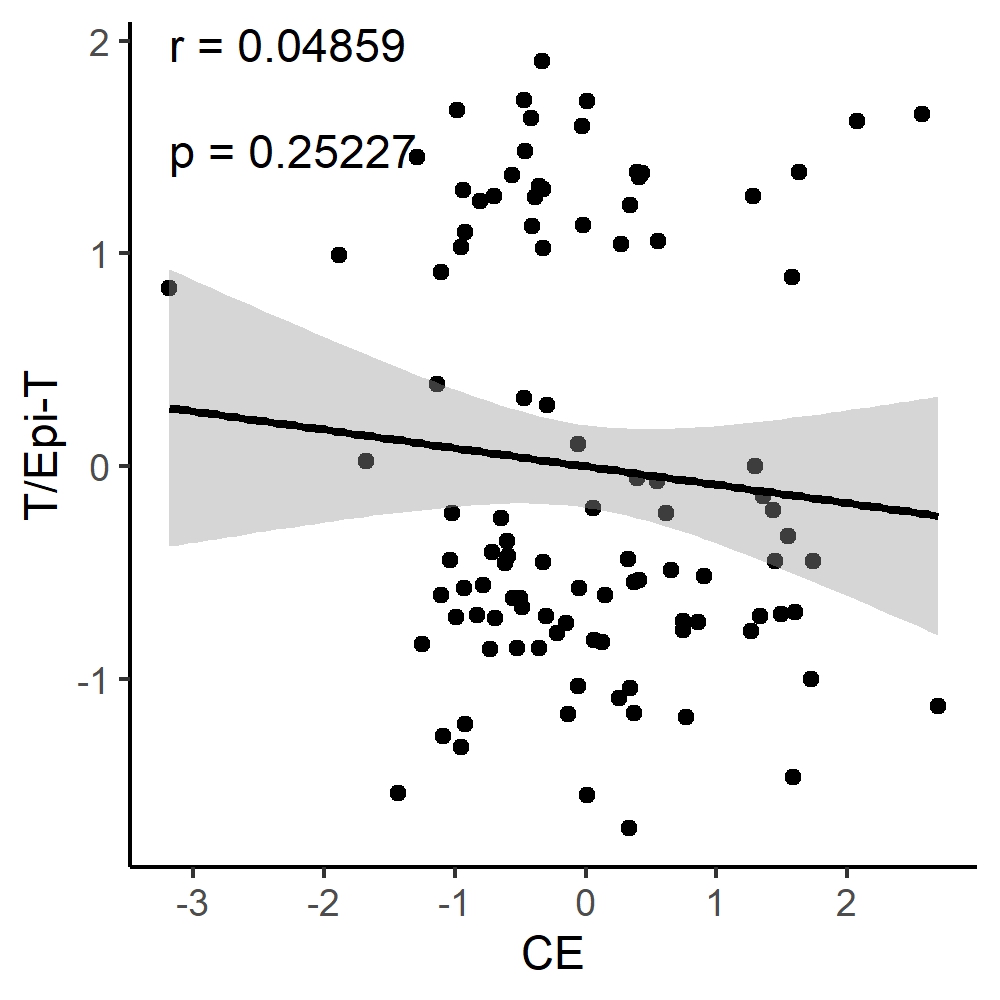 r = 0.04859
p = 0.25227
2
1
0
-1
T/Epi-T
-3 -2 -1 0 1 2
CE